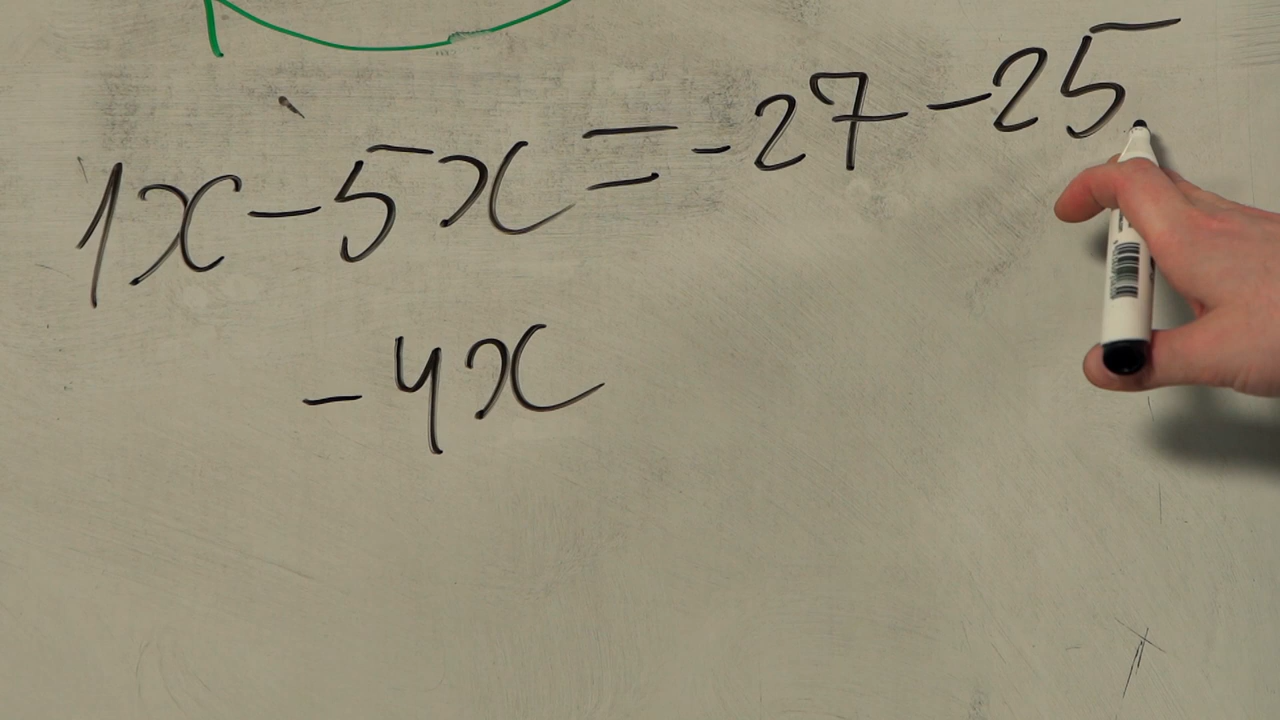 1x - 5x = -27 - 25
-4x